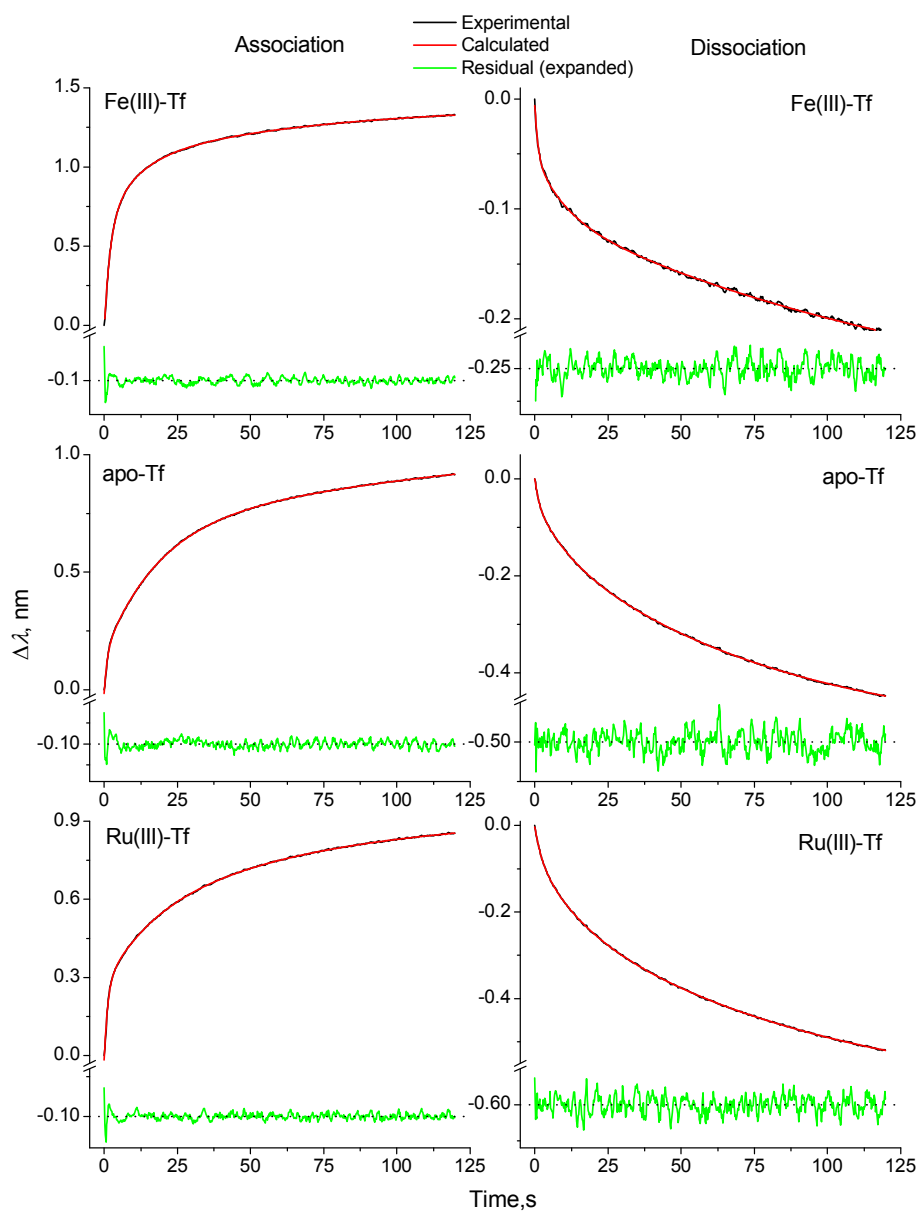 Experimental
Association
Calculated
Dissociation
Residual (expanded)
Fe(III)-Tf
1.5
1.0
0.5
0.0
-0.1
0 25 50 75 100 125
Fe(III)-Tf
0.0
-0.1
-0.2
-0.25
0 25 50 75 100 125
apo-Tf
1.0
0.5
0.0
-0.10
0 25 50 75 100 125
apo-Tf
0.0
-0.2
-0.4
-0.50
0 25 50 75 100 125
Δλ, nm
Ru(III)-Tf
0.9
0.6
0.3
0.0
-0.10
0 25 50 75 100 125
Ru(III)-Tf
0.0
-0.2
-0.4
-0.60
0 25 50 75 100 125
Time,s